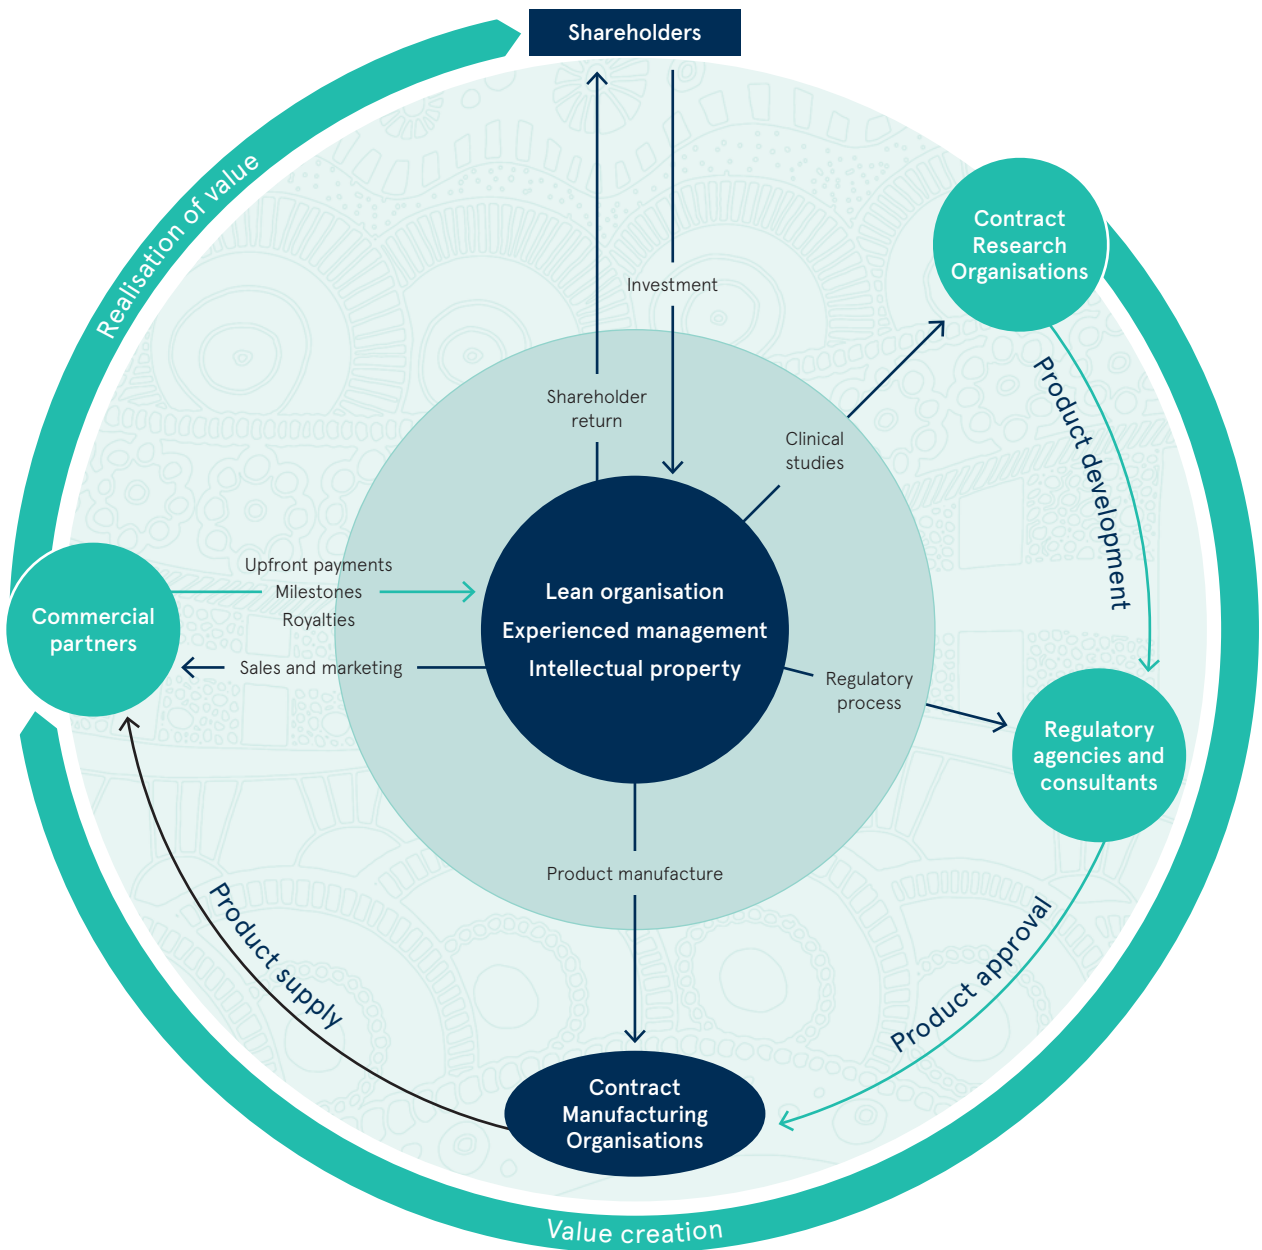 Shareholders
Realisation of value
Contract
Research
Organisations
Investment
Shareholder
return
Clinical
studies
Product development
Upfront payments
Milestones
Royalties
Commercial
partners
Sales and marketing
Lean organisation
Experienced management
Intellectual property
Regulatory
process
Regulatory
agencies and
consultants
Product manufacture
Product supply
Product approval
Contract
Manufacturing
Organisations
Value creation